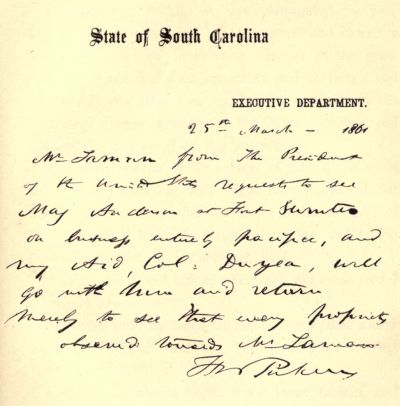 State of South Carolina
EXECUTIVE DEPARTMENT.
25th March - 1861
Mr Lamon from The President
of the United Stats requests to see
Maj Anderson at Fort Sumter
on business entirely pacific, and
my Aid, Col: Duryea, will
go with him and return
merely to see that every propriety
observed towards Mr Lamon.
F W Pickens